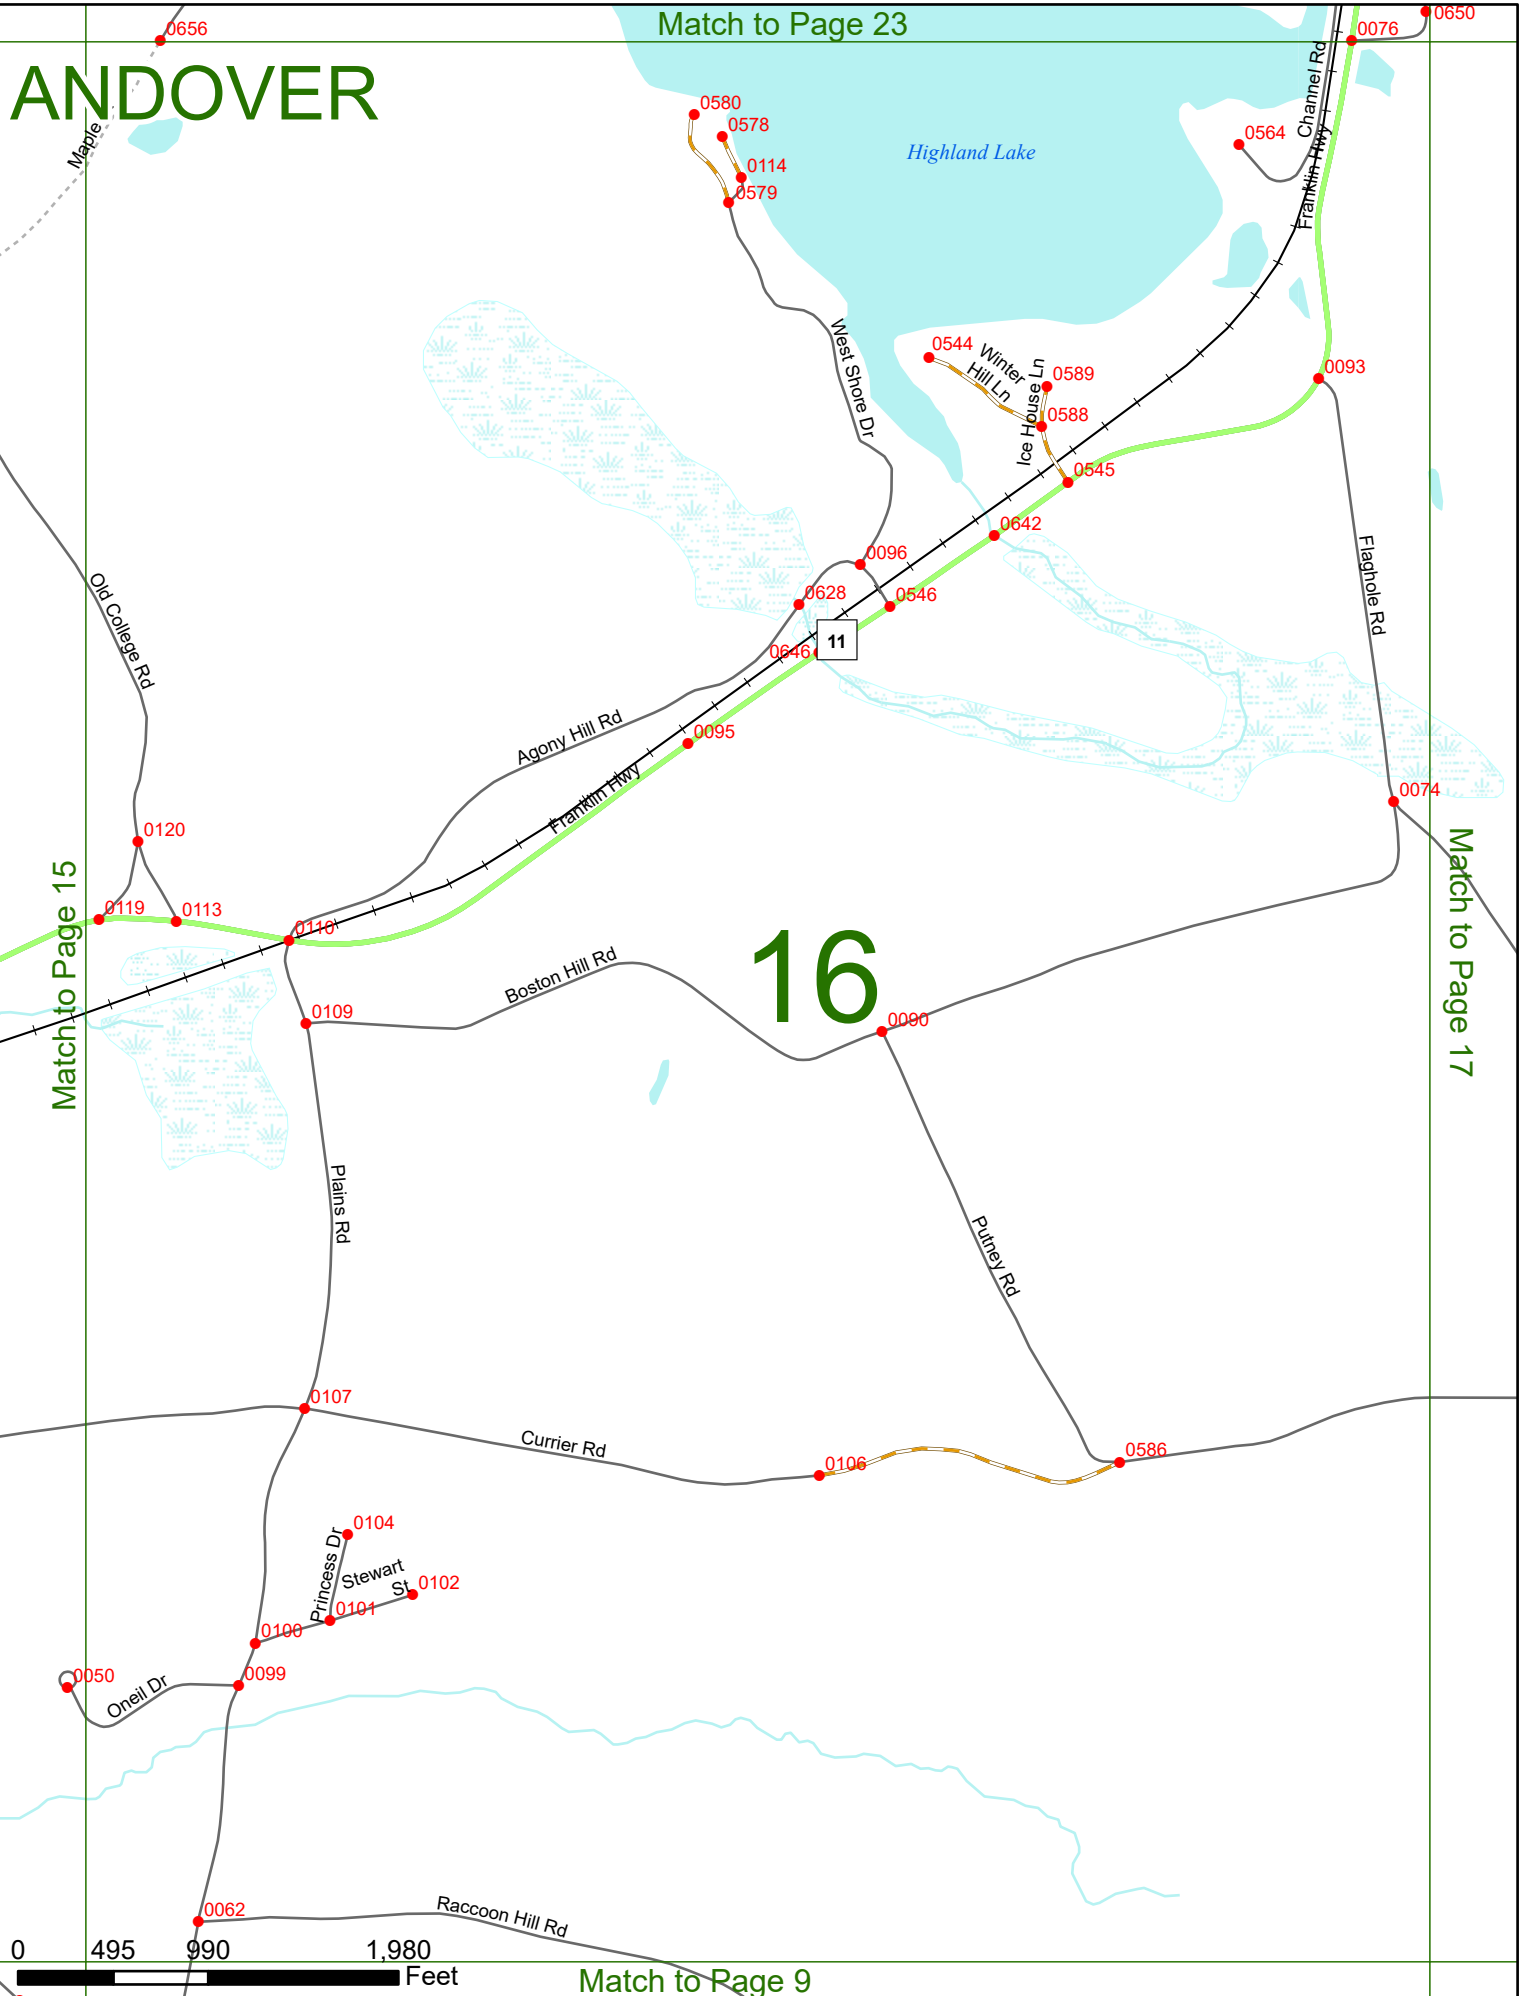 Match to Page 23
0656
0076
0650
ANDOVER
Maple
0580
0578
0114
0579
Highland Lake
0564
Channel Rd
Franklin Hwy
West Shore Dr
0544
Winter
Hill Ln
Ice House Ln
0589
0588
0093
0545
0642
0096
0546
0628
11
0646
Flaghole Rd
Old College Rd
Agony Hill Rd
0095
Franklin Hwy
0074
0120
0119
0113
0110
Match to Page 15
Match to Page 17
16
Boston Hill Rd
0109
0090
Plains Rd
Putney Rd
0107
Currier Rd
0106
0586
0104
Princess Dr
Stewart
St
0102
0101
0100
0099
0050
Oneil Dr
0062
Raccoon Hill Rd
0 495 990 1,980
Feet
Match to Page 9